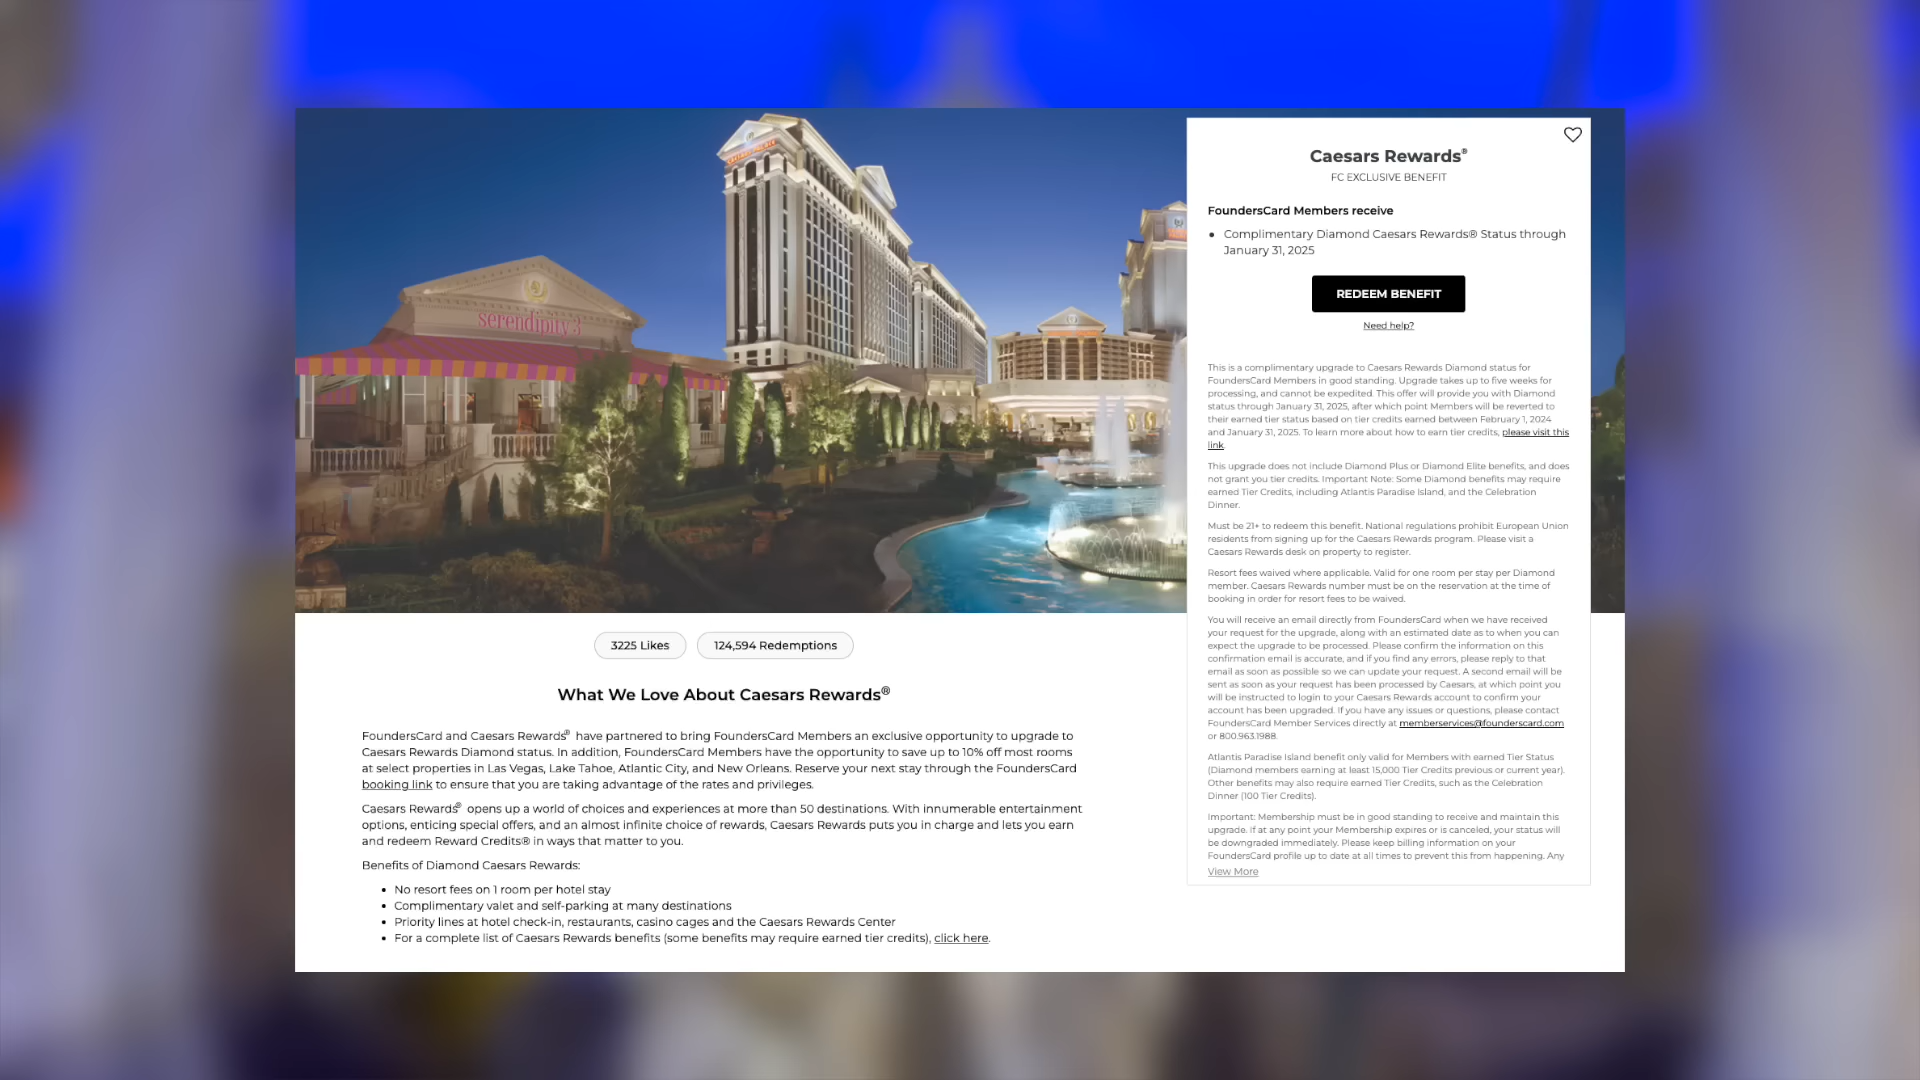 CAESARS PALACE
serendipity 3
Caesars Rewards®
FC EXCLUSIVE BENEFIT
FoundersCard Members receive
• Complimentary Diamond Caesars Rewards® Status through
January 31, 2025
REDEEM BENEFIT
Need help?
This is a complimentary upgrade to Caesars Rewards Diamond status for
FoundersCard Members in good standing. Upgrade takes up to five weeks for
processing, and cannot be expedited. This offer will provide you with Diamond
status through January 31, 2025, after which point Members will be reverted to
their earned tier status based on tier credits earned between February 1, 2024
and January 31, 2025. To learn more about how to earn tier credits, please visit this
link.
This upgrade does not include Diamond Plus or Diamond Elite benefits, and does
not grant you tier credits. Important Note: Some Diamond benefits may require
earned Tier Credits, including Atlantis Paradise Island, and the Celebration
Dinner.
Must be 21+ to redeem this benefit. National regulations prohibit European Union
residents from signing up for the Caesars Rewards program. Please visit a
Caesars Rewards desk on property to register.
Resort fees waived where applicable. Valid for one room per stay per Diamond
member. Caesars Rewards number must be on the reservation at the time of
booking in order for resort fees to be waived.
You will receive an email directly from FoundersCard when we have received
your request for the upgrade, along with an estimated date as to when you can
expect the upgrade to be processed. Please confirm the information on this
confirmation email is accurate, and if you find any errors, please reply to that
email as soon as possible so we can update your request. A second email will be
sent as soon as your request has been processed by Caesars, at which point you
will be instructed to login to your Caesars Rewards account to confirm your
account has been upgraded. If you have any issues or questions, please contact
FoundersCard Member Services directly at memberservices@founderscard.com
or 800.963.1988.
Atlantis Paradise Island benefit only valid for Members with earned Tier Status
(Diamond members earning at least 15,000 Tier Credits previous or current year).
Other benefits may also require earned Tier Credits, such as the Celebration
Dinner (100 Tier Credits).
Important: Membership must be in good standing to receive and maintain this
upgrade. If at any point your Membership expires or is canceled, your status will
be downgraded immediately. Please keep billing information on your
FoundersCard profile up to date at all times to prevent this from happening. Any
View More
3225 Likes
124,594 Redemptions
What We Love About Caesars Rewards®
FoundersCard and Caesars Rewards® have partnered to bring FoundersCard Members an exclusive opportunity to upgrade to
Caesars Rewards Diamond status. In addition, FoundersCard Members have the opportunity to save up to 10% off most rooms
at select properties in Las Vegas, Lake Tahoe, Atlantic City, and New Orleans. Reserve your next stay through the FoundersCard
booking link to ensure that you are taking advantage of the rates and privileges.
Caesars Rewards® opens up a world of choices and experiences at more than 50 destinations. With innumerable entertainment
options, enticing special offers, and an almost infinite choice of rewards, Caesars Rewards puts you in charge and lets you earn
and redeem Reward Credits® in ways that matter to you.
Benefits of Diamond Caesars Rewards:
• No resort fees on 1 room per hotel stay
• Complimentary valet and self-parking at many destinations
• Priority lines at hotel check-in, restaurants, casino cages and the Caesars Rewards Center
• For a complete list of Caesars Rewards benefits (some benefits may require earned tier credits), click here.